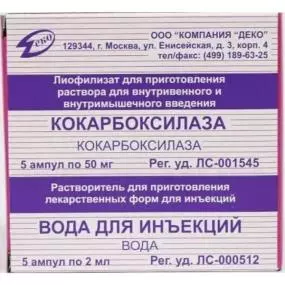 Деко
ООО "КОМПАНИЯ "ДЕКО"
129344, г. Москва, ул. Енисейская, д. 3, корп. 4
тел/факс: (499) 189-63-25
Лиофилизат для приготовления
раствора для внутривенного и
внутримышечного введения
КОКАРБОКСИЛАЗА
КОКАРБОКСИЛАЗА
5 ампул по 50 мг Рег. уд. ЛС-001545
Растворитель для приготовления
лекарственных форм для инъекций
ВОДА ДЛЯ ИНЪЕКЦИЙ
ВОДА
5 ампул по 2 мл Рег. уд. ЛС-000512